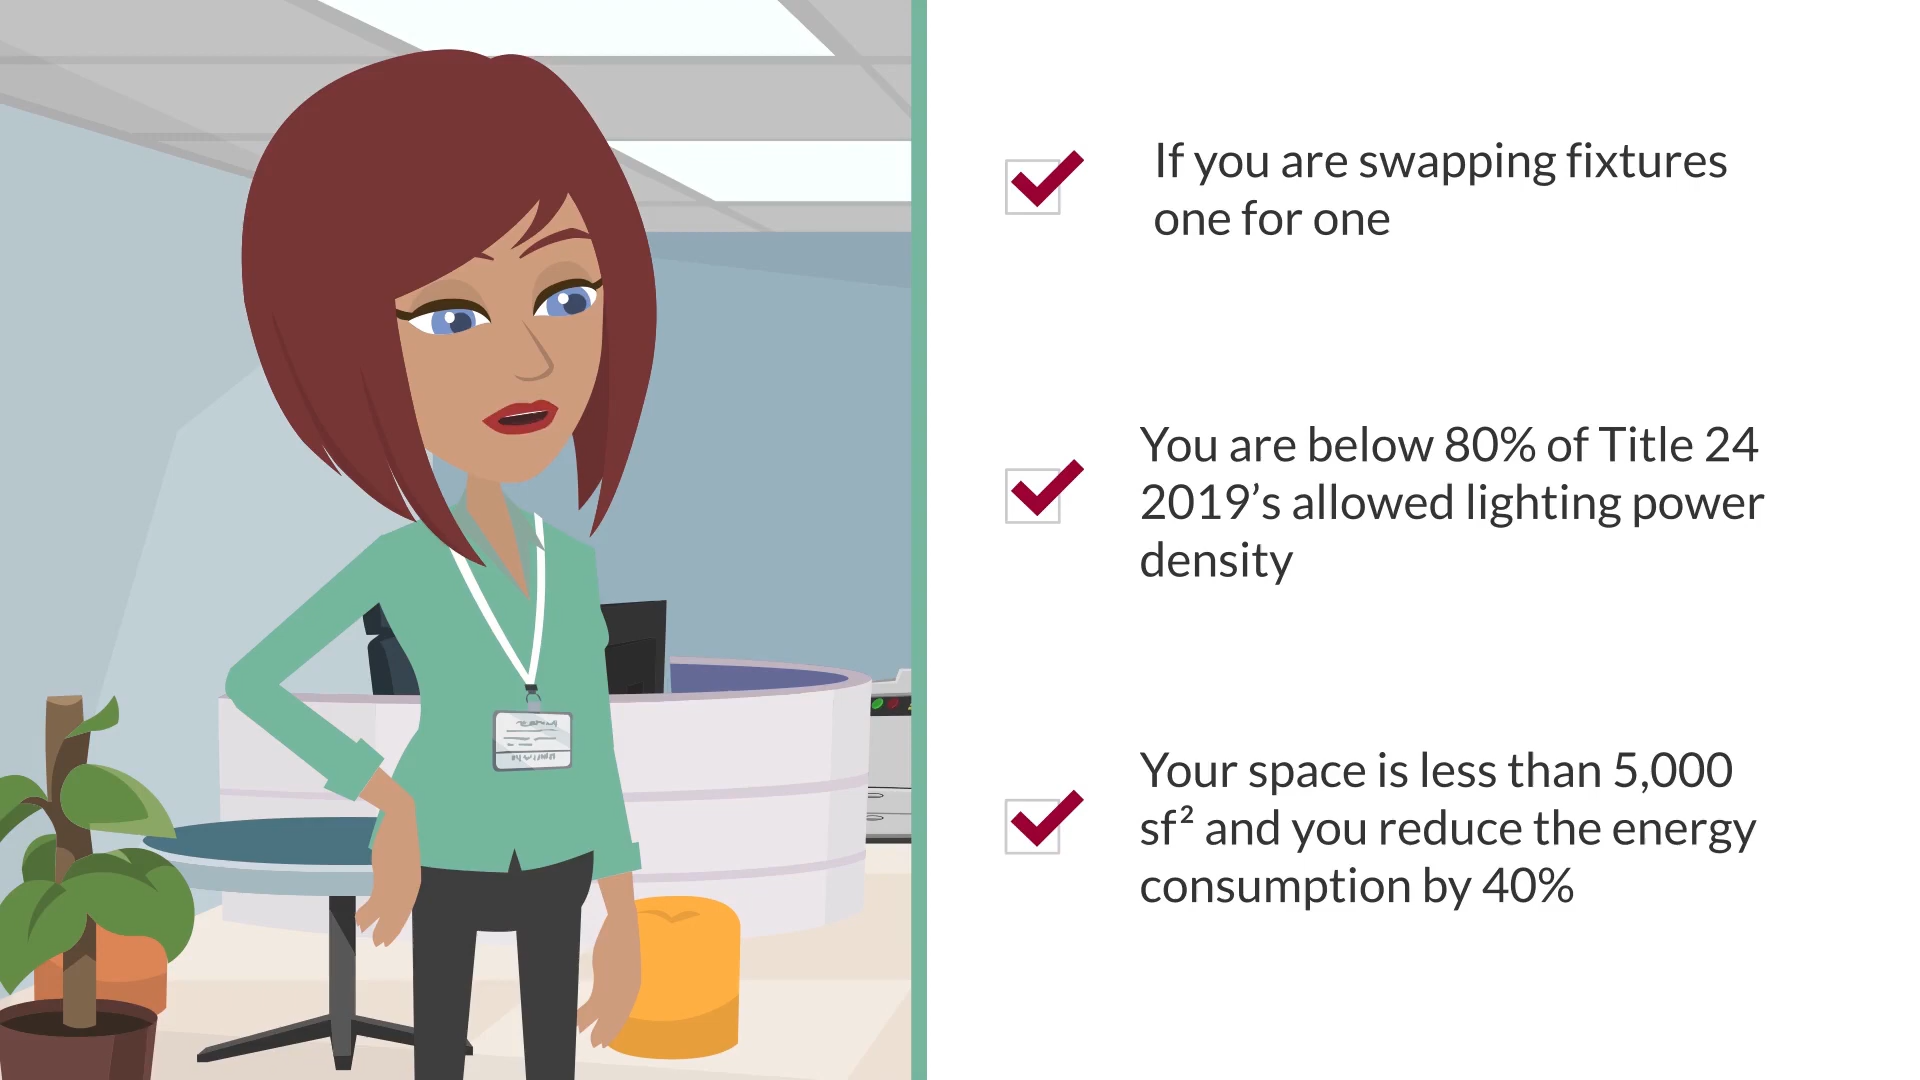 If you are swapping fixtures
one for one
You are below 80% of Title 24
2019’s allowed lighting power
density
Your space is less than 5,000
sf² and you reduce the energy
consumption by 40%